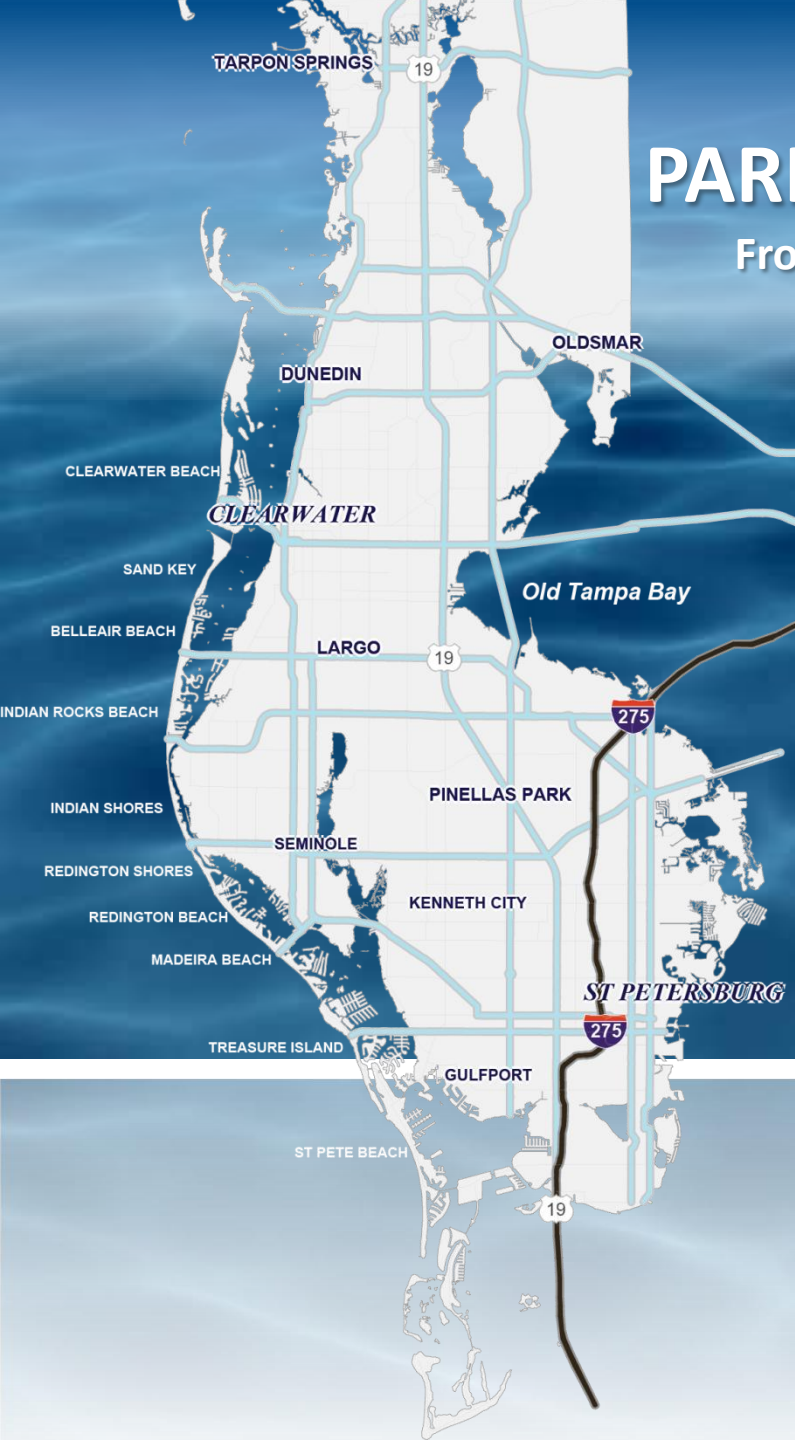 TARPON SPRINGS
19
PARK
Fro
OLDSMAR
DUNEDIN
CLEARWATER BEACH
CLEARWATER
SAND KEY
Old Tampa Bay
BELLEAIR BEACH
LARGO
19
INDIAN ROCKS BEACH
275
PINELLAS PARK
INDIAN SHORES
SEMINOLE
REDINGTON SHORES
KENNETH CITY
REDINGTON BEACH
MADEIRA BEACH
ST PETERSBURG
275
TREASURE ISLAND
GULFPORT
ST PETE BEACH
19